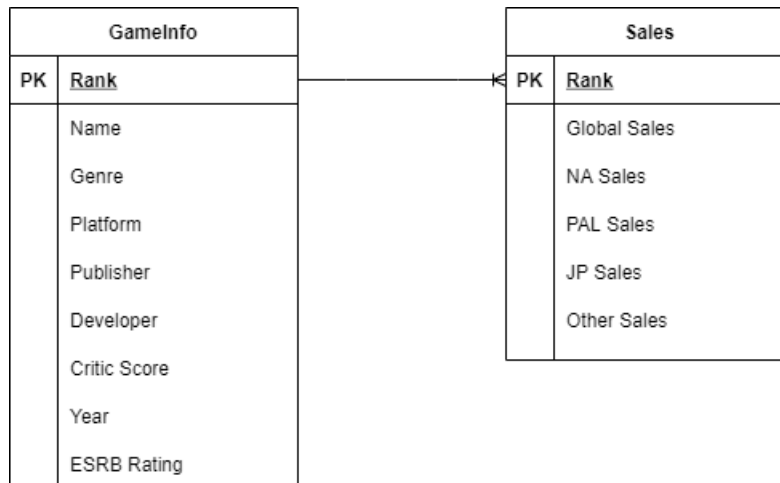 GameInfo
PK Rank
Name
Genre
Platform
Publisher
Developer
Critic Score
Year
ESRB Rating
Sales
PK Rank
Global Sales
NA Sales
PAL Sales
JP Sales
Other Sales